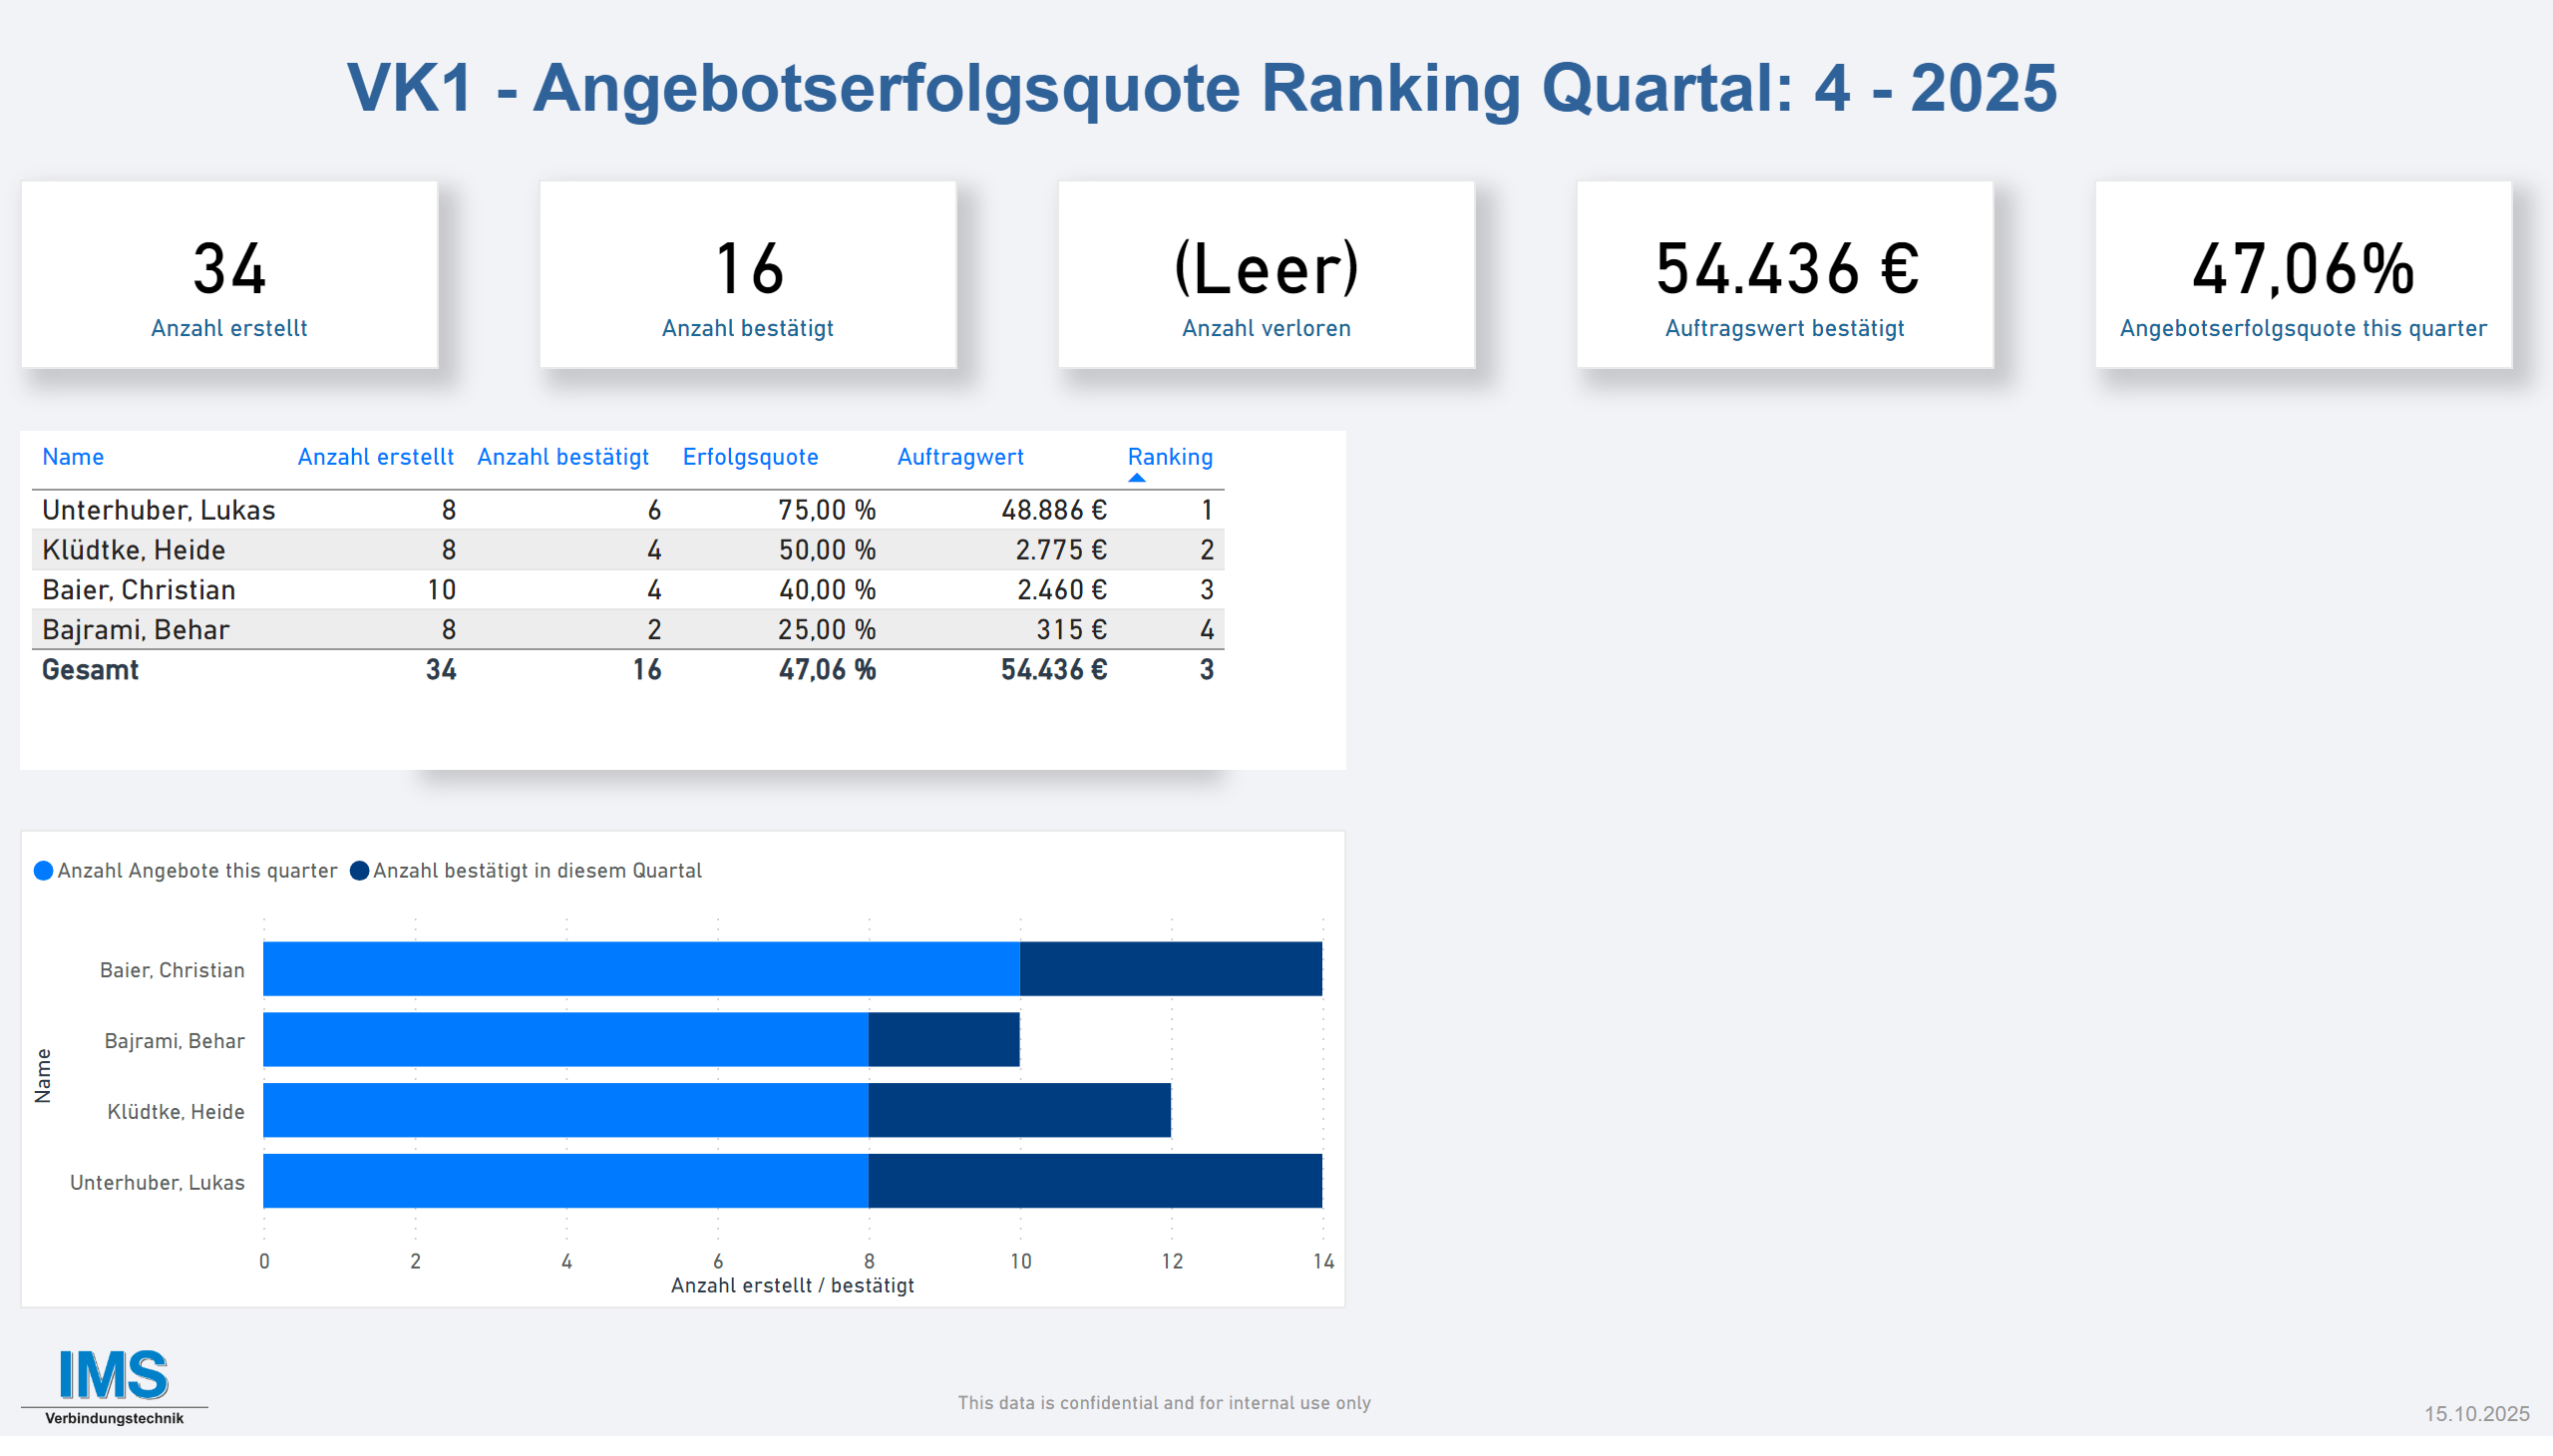 VK1 - Angebotserfolgsquote Ranking Quartal: 4 - 2025
34
Anzahl erstellt
16
Anzahl bestätigt
(Leer)
Anzahl verloren
54.436 €
Auftragswert bestätigt
47,06%
Angebotserfolgsquote this quarter
Name Anzahl erstellt Anzahl bestätigt Erfolgsquote Auftragwert Ranking
Unterhuber, Lukas 8 6 75,00 % 48.886 € 1
Klüdtke, Heide 8 4 50,00 % 2.775 € 2
Baier, Christian 10 4 40,00 % 2.460 € 3
Bajrami, Behar 8 2 25,00 % 315 € 4
Gesamt 34 16 47,06 % 54.436 € 3
Anzahl Angebote this quarter Anzahl bestätigt in diesem Quartal
Name
Baier, Christian
Bajrami, Behar
Klüdtke, Heide
Unterhuber, Lukas
0 2 4 6 8 10 12 14
Anzahl erstellt / bestätigt
IMS
Verbindungstechnik
This data is confidential and for internal use only
15.10.2025